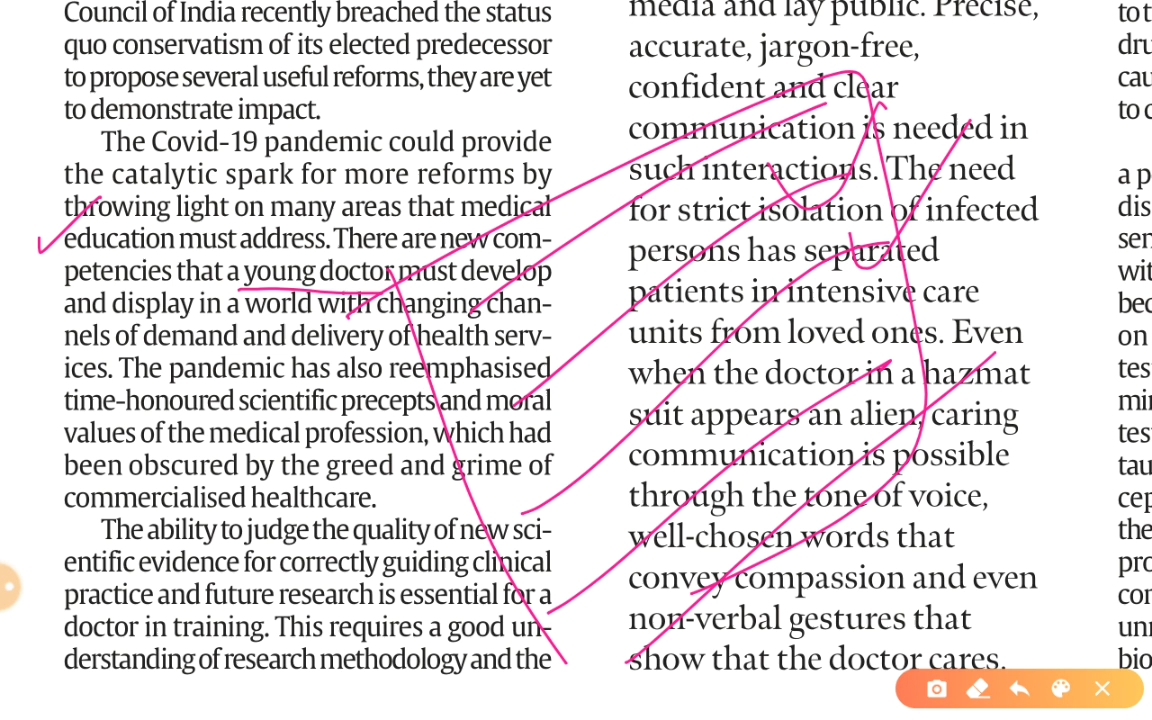 Council of India recently breached the status
quo conservatism of its elected predecessor
to propose several useful reforms, they are yet
to demonstrate impact.
The Covid-19 pandemic could provide
the catalytic spark for more reforms by
throwing light on many areas that medical
education must address. There are new com-
petencies that a young doctor must develop
and display in a world with changing chan-
nels of demand and delivery of health serv-
ices. The pandemic has also reemphasised
time-honoured scientific precepts and moral
values of the medical profession, which had
been obscured by the greed and grime of
commercialised healthcare.
The ability to judge the quality of new sci-
entific evidence for correctly guiding clinical
practice and future research is essential for a
doctor in training. This requires a good un-
derstanding of research methodology and the
media and lay public. Precise,
accurate, jargon-free,
confident and clear
communication is needed in
such interactions. The need
for strict isolation of infected
persons has separated
patients in intensive care
units from loved ones. Even
when the doctor in a hazmat
suit appears an alien, caring
communication is possible
through the tone of voice,
well-chosen words that
convey compassion and even
non-verbal gestures that
show that the doctor cares.